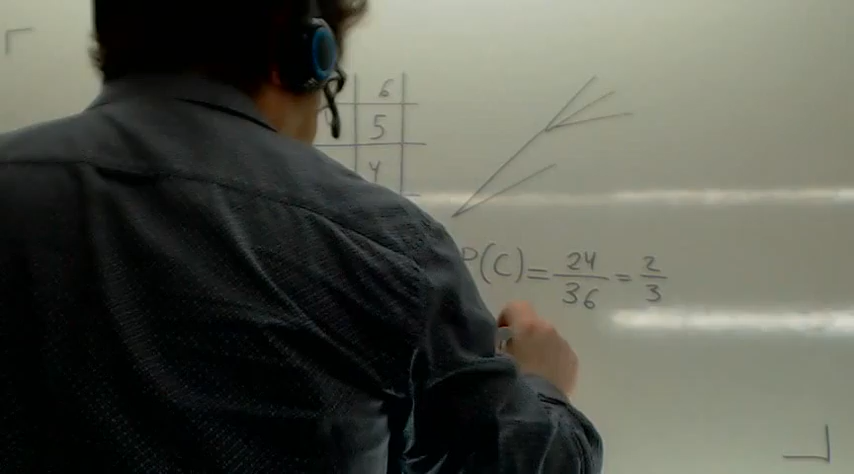 6
5
4
P(C) = 24/36 = 2/3